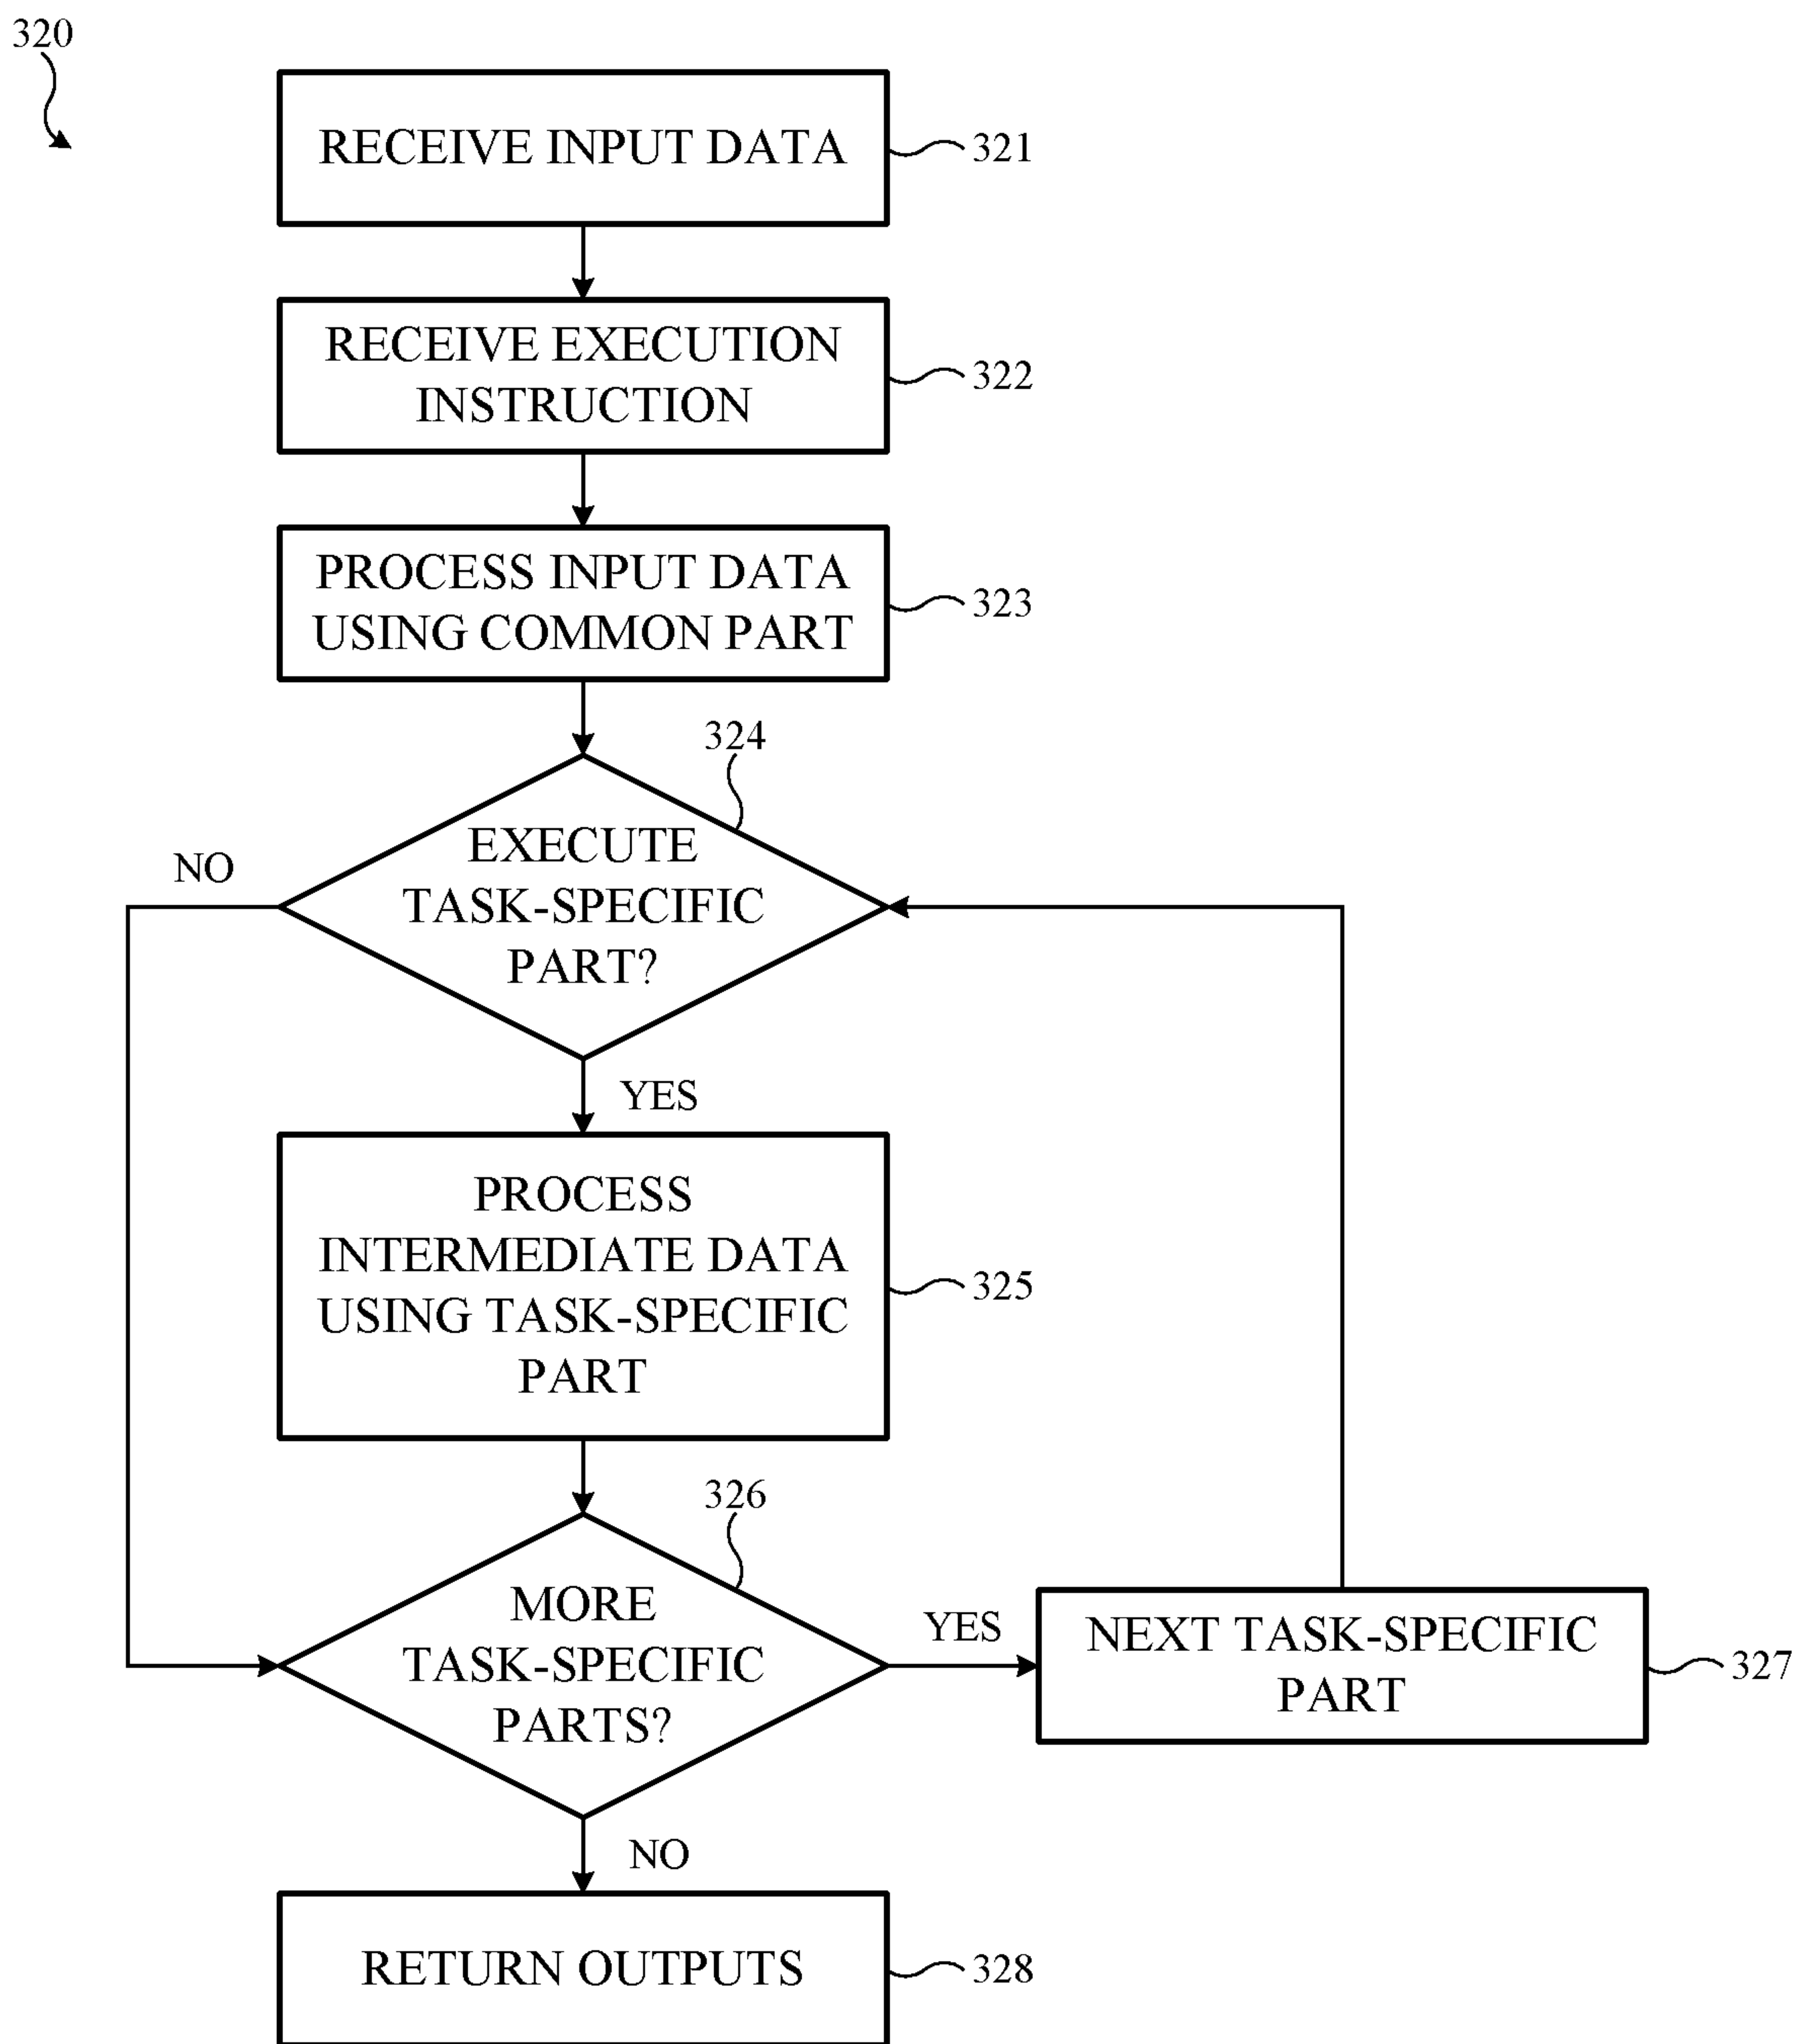 320
RECEIVE INPUT DATA
321
RECEIVE EXECUTION
INSTRUCTION
322
PROCESS INPUT DATA
USING COMMON PART
323
324
EXECUTE
TASK-SPECIFIC
PART?
NO
YES
PROCESS
INTERMEDIATE DATA
USING TASK-SPECIFIC
PART
325
326
MORE
TASK-SPECIFIC
PARTS?
YES
NEXT TASK-SPECIFIC
PART
327
NO
RETURN OUTPUTS
328